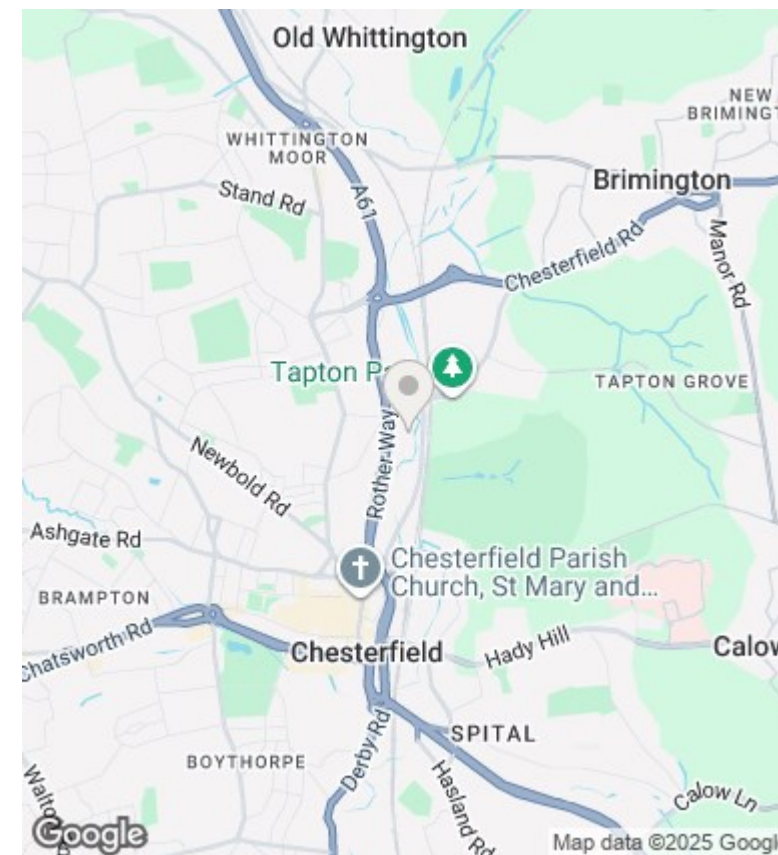 Old Whittington
NEW
BRIMINGT
WHITTINGTON
MOOR
Brimington
Stand Rd
A61
Chesterfield Rd
Manor Rd
Tapton Pa
TAPTON GROVE
Rother Way
Newbold Rd
Ashgate Rd
Chesterfield Parish
Church, St Mary and...
BRAMPTON
Chatsworth Rd
Chesterfield
Hady Hill
Calow
SPITAL
BOYTHORPE
Derby Rd
Hasland Rd
Calow Ln
Google
Map data ©2025 Googl